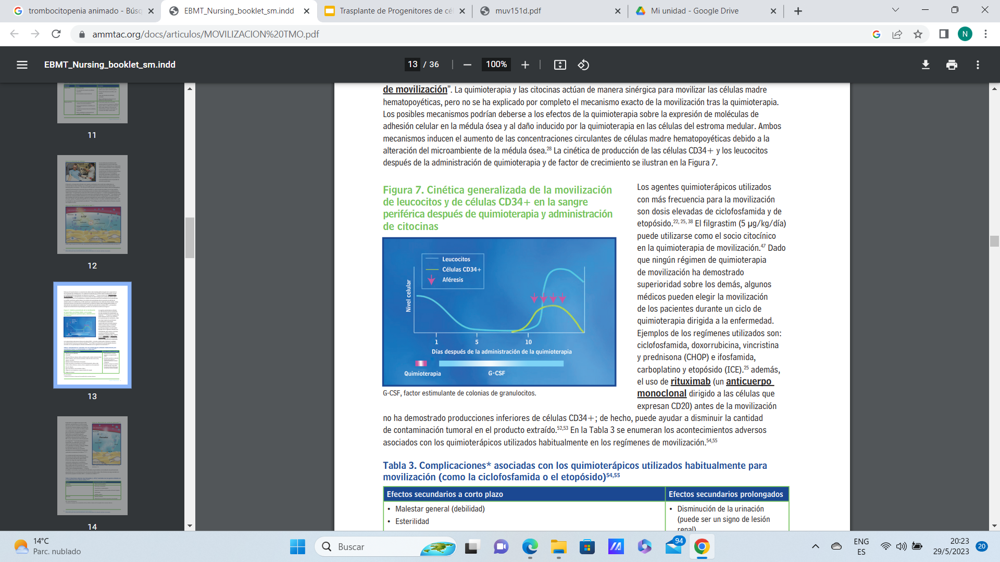 trombocitopenia animado - Búsq
EBMT_Nursing_booklet_sm.indd
Trasplante de Progenitores de cél
muv151d.pdf
Mi unidad - Google Drive
ammtac.org/docs/articulos/MOVILIZACION%20TMO.pdf
N
EBMT_Nursing_booklet_sm.indd
13 / 36
100%
11
12
13
14
de movilización”. La quimioterapia y las citocinas actúan de manera sinérgica para movilizar las células madre
hematopoyéticas, pero no se ha explicado por completo el mecanismo exacto de la movilización tras la quimioterapia.
Los posibles mecanismos podrían deberse a los efectos de la quimioterapia sobre la expresión de moléculas de
adhesión celular en la médula ósea y al daño inducido por la quimioterapia en las células del estroma medular. Ambos
mecanismos inducen el aumento de las concentraciones circulantes de células madre hematopoyéticas debido a la
alteración del microambiente de la médula ósea.28 La cinética de producción de las células CD34+ y los leucocitos
después de la administración de quimioterapia y de factor de crecimiento se ilustran en la Figura 7.
Figura 7. Cinética generalizada de la movilización
de leucocitos y de células CD34+ en la sangre
periférica después de quimioterapia y administración
de citocinas
Leucocitos
Células CD34+
Aféresis
Nivel celular
1
5
10
Días después de la administración de la quimioterapia
Quimioterapia
G-CSF
G-CSF, factor estimulante de colonias de granulocitos.
Los agentes quimioterápicos utilizados
con más frecuencia para la movilización
son dosis elevadas de ciclofosfamida y de
etopósido.22, 25, 38 El filgrastim (5 µg/kg/día)
puede utilizarse como el socio citocínico
en la quimioterapia de movilización.47 Dado
que ningún régimen de quimioterapia
de movilización ha demostrado
superioridad sobre los demás, algunos
médicos pueden elegir la movilización
de los pacientes durante un ciclo de
quimioterapia dirigida a la enfermedad.
Ejemplos de los regímenes utilizados son:
ciclofosfamida, doxorrubicina, vincristina
y prednisona (CHOP) e ifosfamida,
carboplatino y etopósido (ICE).25 además,
el uso de rituximab (un anticuerpo
monoclonal dirigido a las células que
expresan CD20) antes de la movilización
no ha demostrado producciones inferiores de células CD34+; de hecho, puede ayudar a disminuir la cantidad
de contaminación tumoral en el producto extraído.52,53 En la Tabla 3 se enumeran los acontecimientos adversos
asociados con los quimioterápicos utilizados habitualmente en los regímenes de movilización.54,55
Tabla 3. Complicaciones* asociadas con los quimioterápicos utilizados habitualmente para
movilización (como la ciclofosfamida o el etopósido)54,55
Efectos secundarios a corto plazo
Efectos secundarios prolongados
• Malestar general (debilidad)
• Esterilidad
• Disminución de la urinación
(puede ser un signo de lesión
renal)
14°C
Parc. nublado
Buscar
94
ENG
ES
20:23
29/5/2023
20